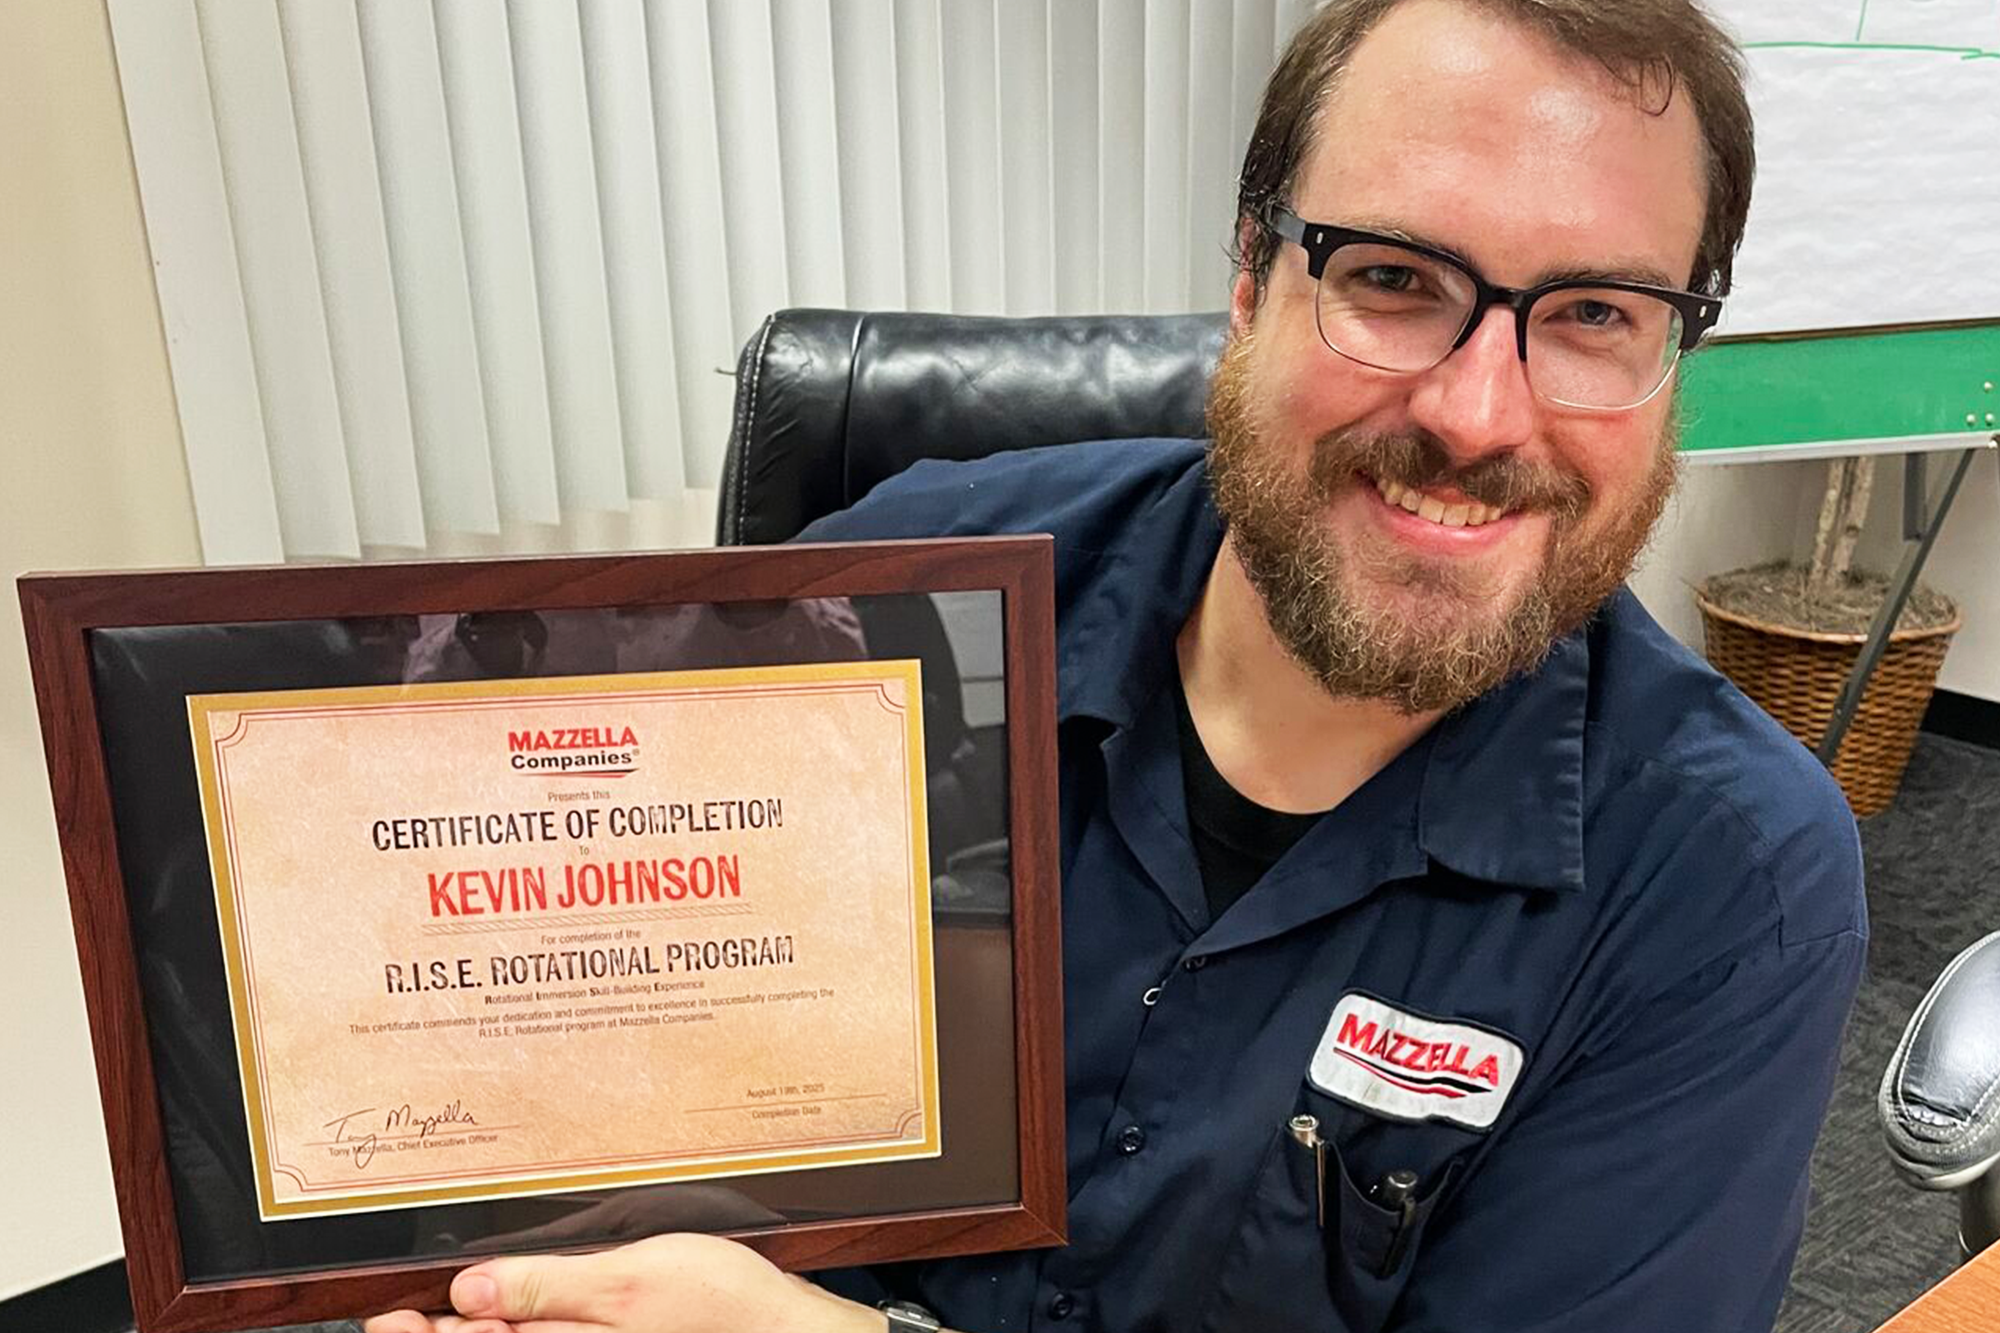 MAZZELLA
Companies®
Presents this
CERTIFICATE OF COMPLETION
To
KEVIN JOHNSON
For completion of the
R.I.S.E. ROTATIONAL PROGRAM
Rotational Immersion Skill-Building Experience
This certificate commends your dedication and commitment to excellence in successfully completing the
R.I.S.E. Rotational program at Mazzella Companies.
Tony Mazzella
Tony Mazzella, Chief Executive Officer
August 19th, 2025
Completion Date
MAZZELLA